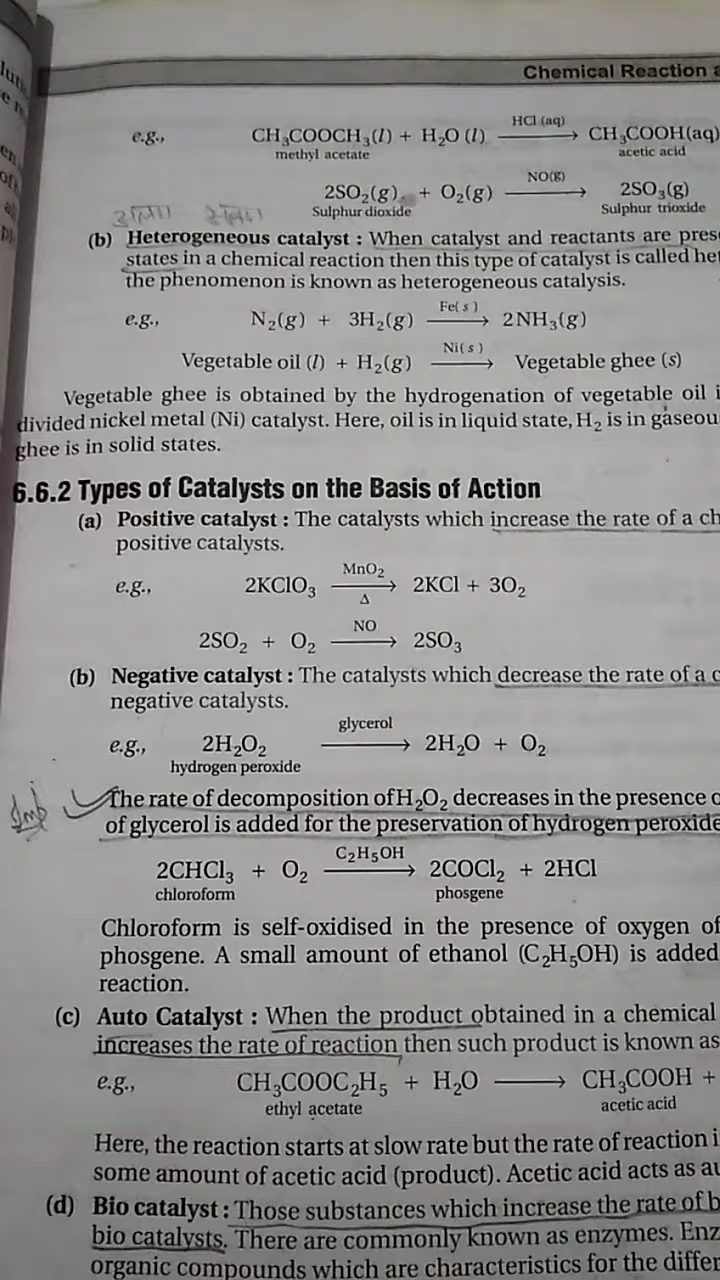 Chemical Reaction
e.g., CH₃COOCH₃(l) + H₂O (l) —HCl (aq)→ CH₃COOH(aq)
methyl acetate acetic acid
2SO₂(g) + O₂(g) —NO(g)→ 2SO₃(g)
Sulphur dioxide Sulphur trioxide
(b) Heterogeneous catalyst : When catalyst and reactants are
states in a chemical reaction then this type of catalyst is called
the phenomenon is known as heterogeneous catalysis.
e.g., N₂(g) + 3H₂(g) —Fe(s)→ 2NH₃(g)
Vegetable oil (l) + H₂(g) —Ni(s)→ Vegetable ghee (s)
Vegetable ghee is obtained by the hydrogenation of vegetable oil
divided nickel metal (Ni) catalyst. Here, oil is in liquid state, H₂ is in
ghee is in solid states.
6.6.2 Types of Catalysts on the Basis of Action
(a) Positive catalyst : The catalysts which increase the rate of a ch
positive catalysts.
e.g., 2KClO₃ —MnO₂/Δ→ 2KCl + 3O₂
2SO₂ + O₂ —NO→ 2SO₃
(b) Negative catalyst : The catalysts which decrease the rate of a
negative catalysts.
e.g., 2H₂O₂ —glycerol→ 2H₂O + O₂
hydrogen peroxide
Imp The rate of decomposition of H₂O₂ decreases in the presence
of glycerol is added for the preservation of hydrogen peroxide
2CHCl₃ + O₂ —C₂H₅OH→ 2COCl₂ + 2HCl
chloroform phosgene
Chloroform is self-oxidised in the presence of oxygen of
phosgene. A small amount of ethanol (C₂H₅OH) is added
reaction.
(c) Auto Catalyst : When the product obtained in a chemical
increases the rate of reaction then such product is known as
e.g., CH₃COOC₂H₅ + H₂O ⟶ CH₃COOH +
ethyl acetate acetic acid
Here, the reaction starts at slow rate but the rate of reaction
some amount of acetic acid (product). Acetic acid acts as
(d) Bio catalyst : Those substances which increase the rate of
bio catalysts. There are commonly known as enzymes. Enz
organic compounds which are characteristics for the differ